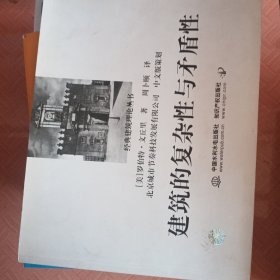 经典建筑理论丛书
建筑的复杂性与矛盾性
[美]罗伯特·文丘里 著 周卜颐 译
北京城市节奏科技发展有限公司 中文版策划
中国水利水电出版社
知识产权出版社